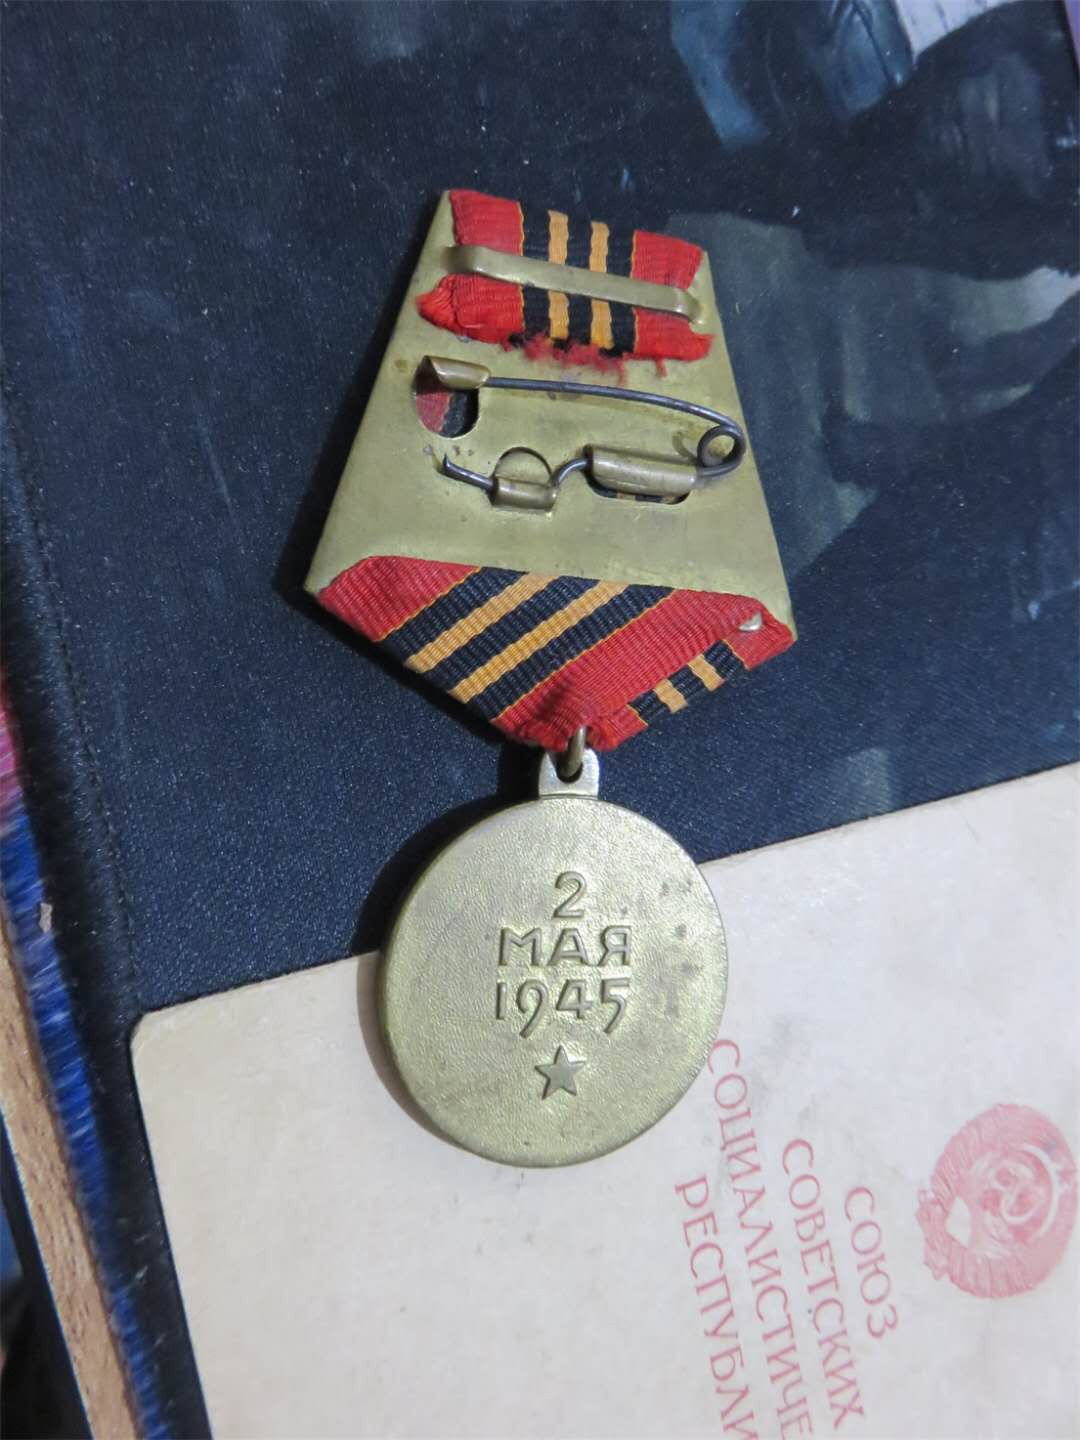 2
МАЯ
1945
СОЮЗ
СОВЕТСКИХ
СОЦИАЛИСТИЧЕ
РЕСПУБЛИ